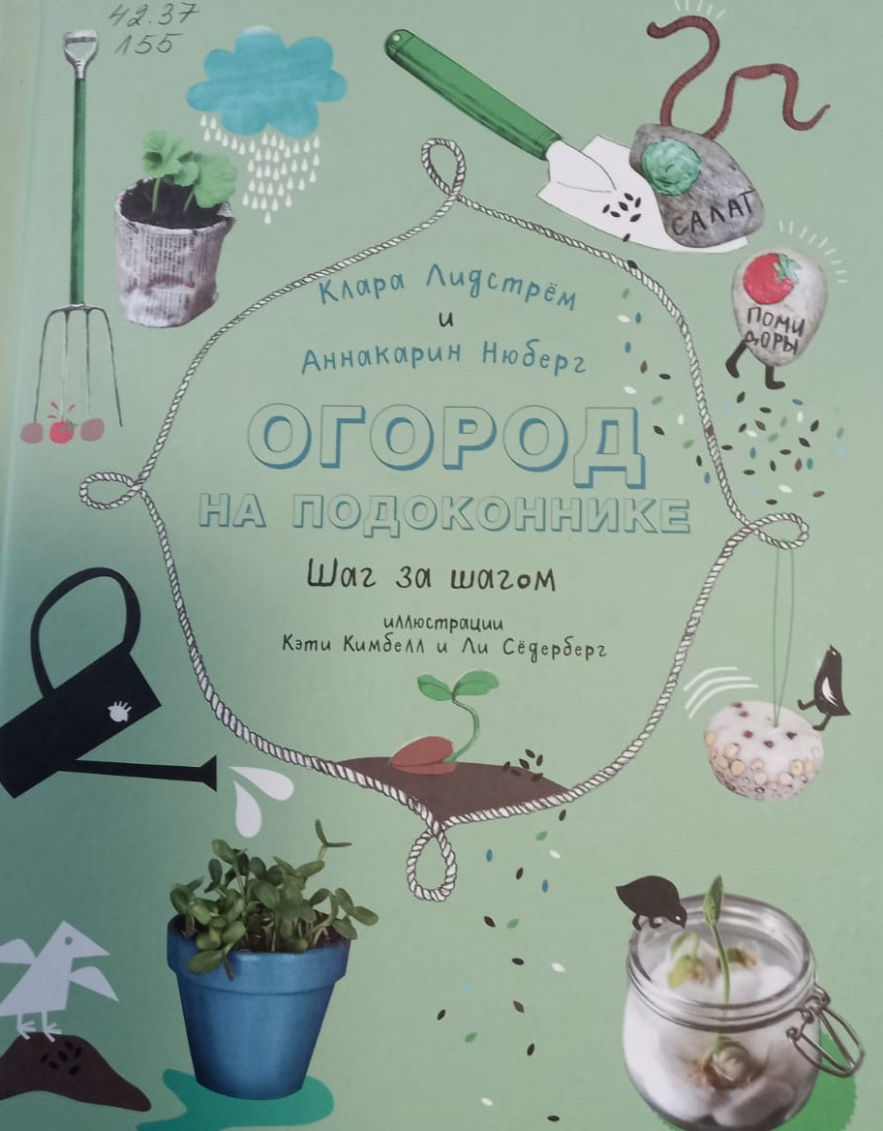 42.37
155
САЛАТ
ПОМИ
ДОРЫ
Клара Лидстрём
и
Аннакарин Нюберг
ОГОРОД
НА ПОДОКОННИКЕ
Шаг за шагом
иллюстрации
Кэти Кимбелл и Ли Сёдерберг